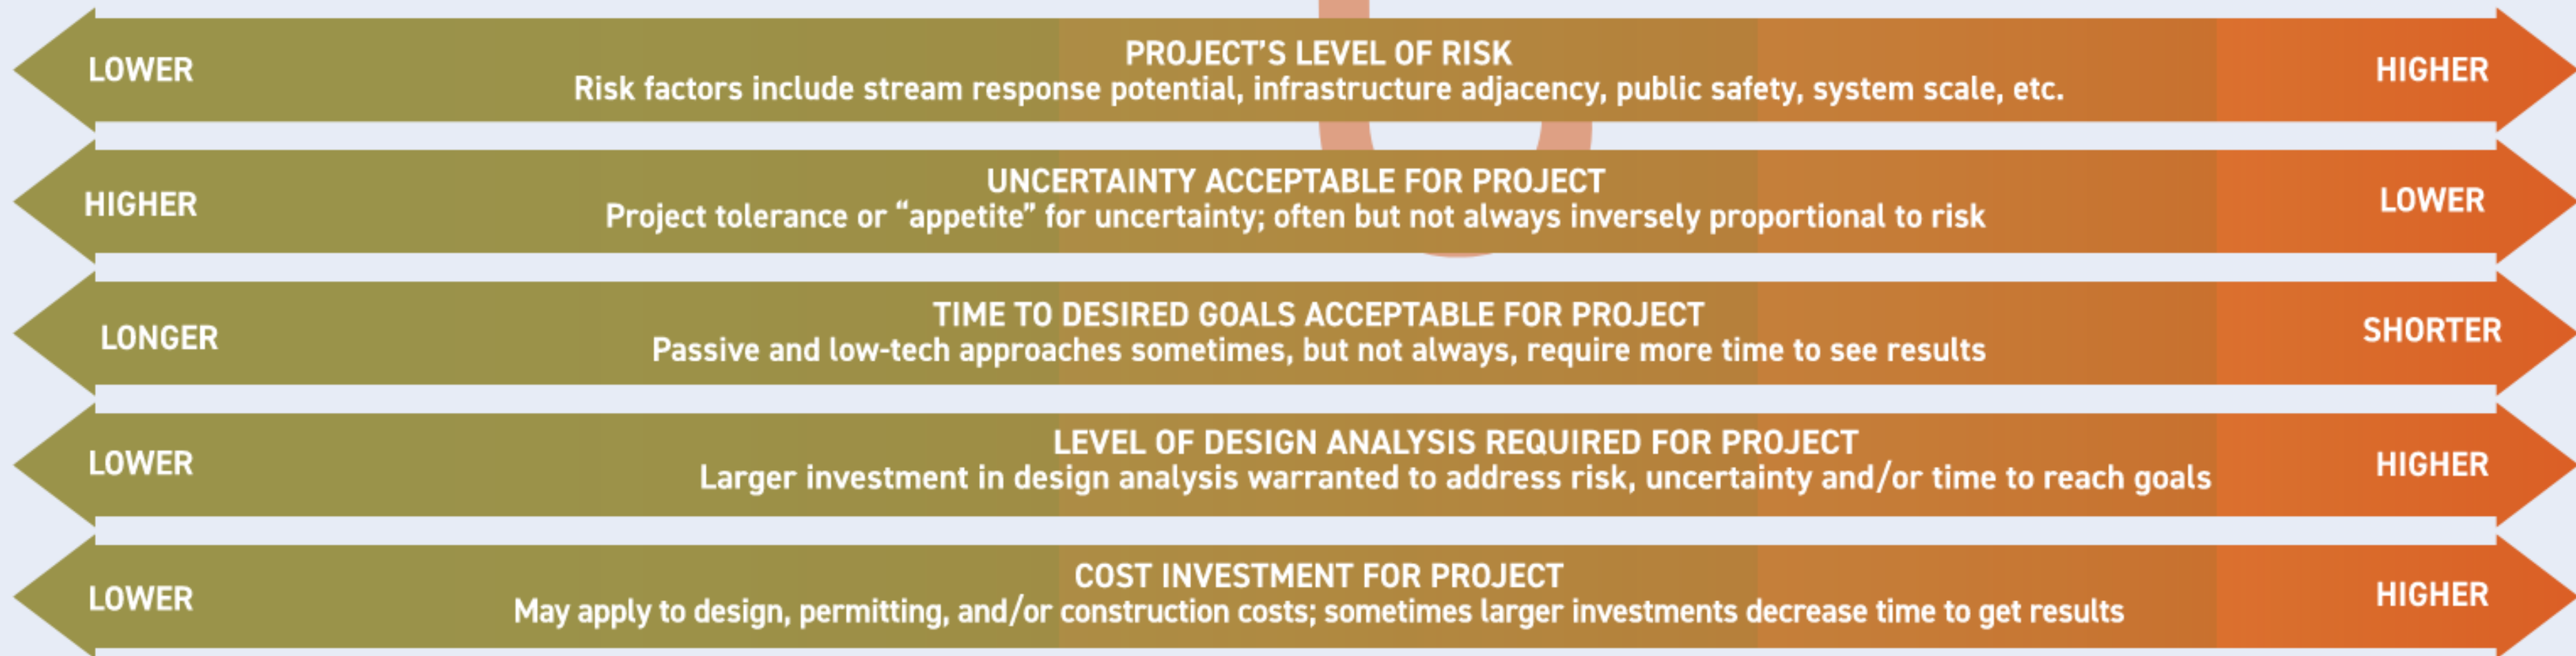 LOWER
PROJECT'S LEVEL OF RISK
Risk factors include stream response potential, infrastructure adjacency, public safety, system scale, etc.
HIGHER
HIGHER
UNCERTAINTY ACCEPTABLE FOR PROJECT
Project tolerance or “appetite” for uncertainty; often but not always inversely proportional to risk
LOWER
LONGER
TIME TO DESIRED GOALS ACCEPTABLE FOR PROJECT
Passive and low-tech approaches sometimes, but not always, require more time to see results
SHORTER
LOWER
LEVEL OF DESIGN ANALYSIS REQUIRED FOR PROJECT
Larger investment in design analysis warranted to address risk, uncertainty and/or time to reach goals
HIGHER
LOWER
COST INVESTMENT FOR PROJECT
May apply to design, permitting, and/or construction costs; sometimes larger investments decrease time to get results
HIGHER